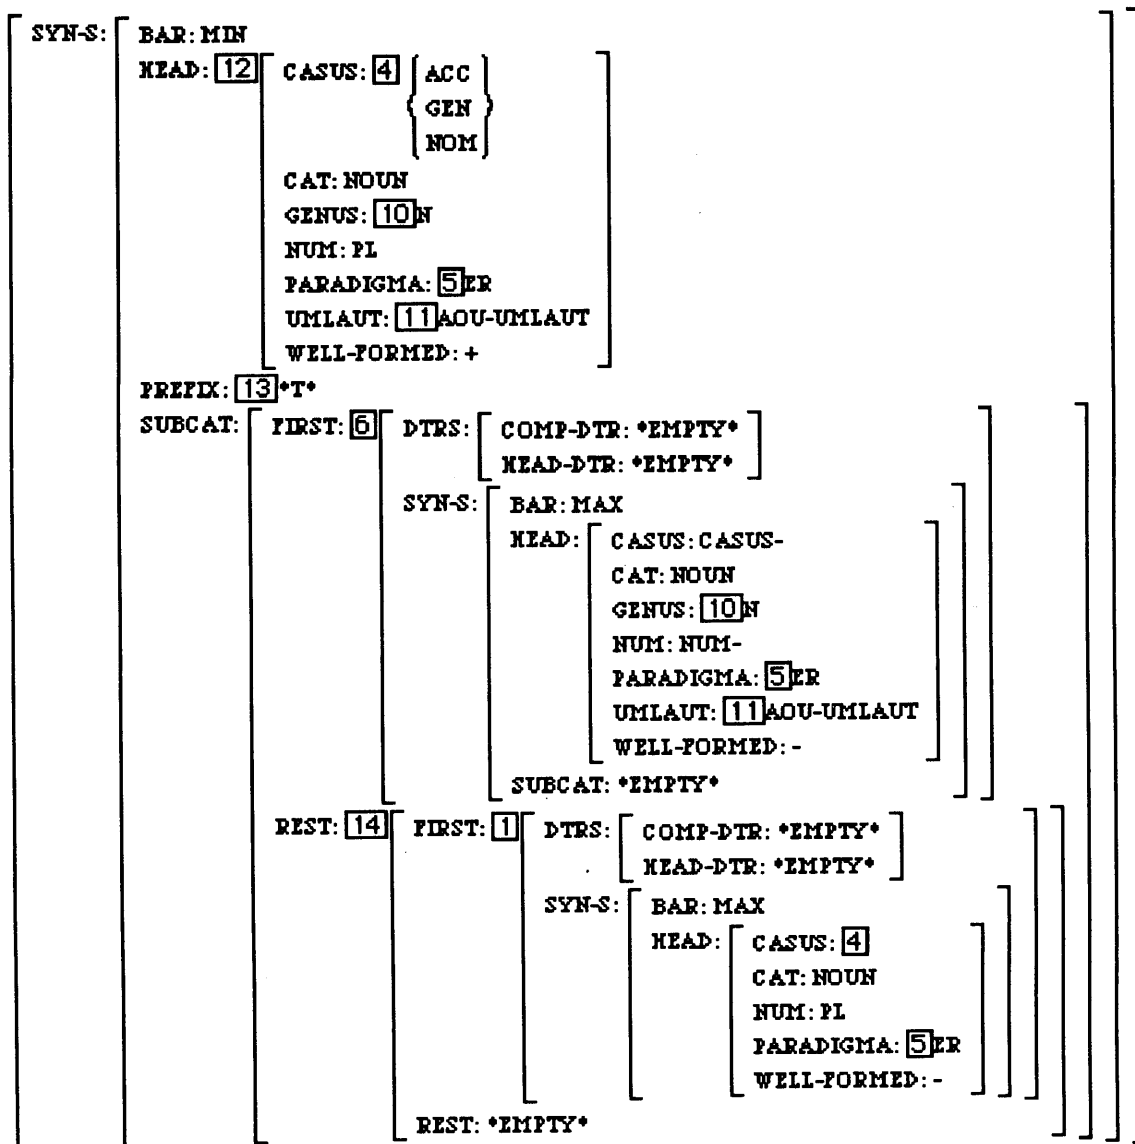 SYN-S: BAR: MIN
HEAD: 12 CASUS: 4 ACC
GEN
NOM
CAT: NOUN
GENUS: 10 N
NUM: PL
PARADIGMA: 5 ER
UMLAUT: 11 AOU-UMLAUT
WELL-FORMED: +
PREFIX: 13 *T*
SUBCAT: FIRST: 6 DTRS: COMP-DTR: *EMPTY*
HEAD-DTR: *EMPTY*
SYN-S: BAR: MAX
HEAD: CASUS: CASUS-
CAT: NOUN
GENUS: 10 N
NUM: NUM-
PARADIGMA: 5 ER
UMLAUT: 11 AOU-UMLAUT
WELL-FORMED: -
SUBCAT: *EMPTY*
REST: 14 FIRST: 1 DTRS: COMP-DTR: *EMPTY*
HEAD-DTR: *EMPTY*
SYN-S: BAR: MAX
HEAD: CASUS: 4
CAT: NOUN
NUM: PL
PARADIGMA: 5 ER
WELL-FORMED: -
REST: *EMPTY*